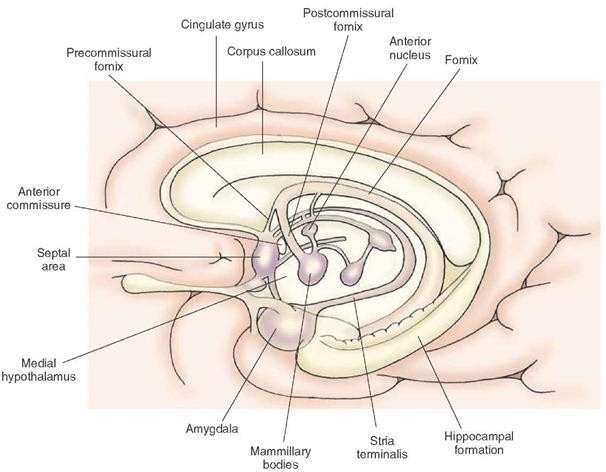 Postcommissural
fornix
Cingulate gyrus
Anterior
nucleus
Corpus callosum
Precommissural
fornix
Fornix
Anterior
commissure
Septal
area
Medial
hypothalamus
Amygdala
Mammillary
bodies
Stria
terminalis
Hippocampal
formation